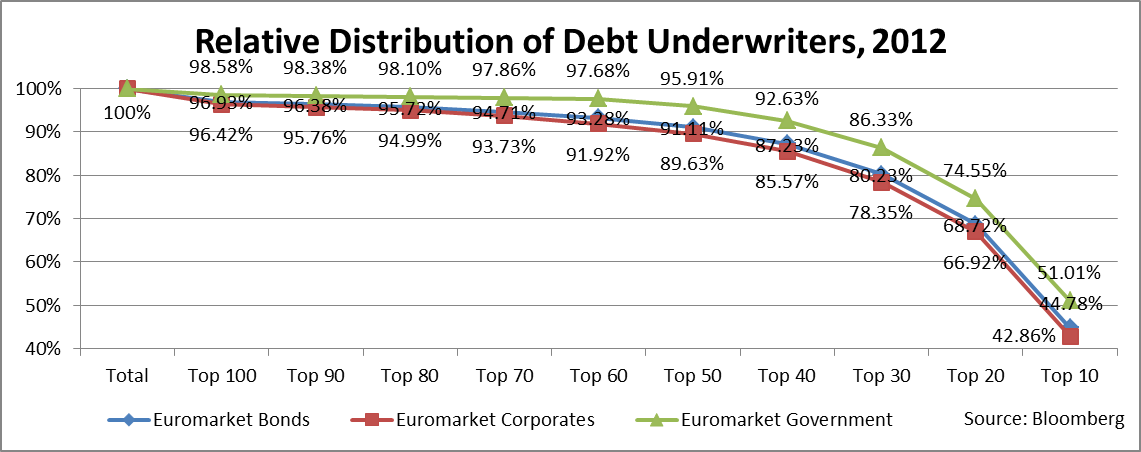 Relative Distribution of Debt Underwriters, 2012
98.58% 98.38% 98.10% 97.86% 97.68% 95.91% 92.63% 86.33% 74.55% 51.01%
96.93% 96.38% 95.72% 94.71% 93.28% 91.11% 87.23% 80.23% 68.72% 44.78%
100% 96.42% 95.76% 94.99% 93.73% 91.92% 89.63% 85.57% 78.35% 66.92% 42.86%
100%
90%
80%
70%
60%
50%
40%
Total Top 100 Top 90 Top 80 Top 70 Top 60 Top 50 Top 40 Top 30 Top 20 Top 10
Euromarket Bonds Euromarket Corporates Euromarket Government Source: Bloomberg